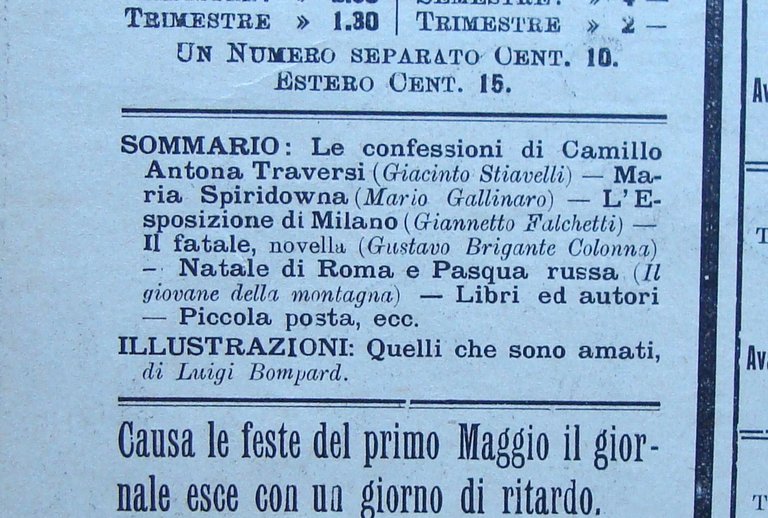 TRIMESTRE » 1.30 | TRIMESTRE » 2 —
UN NUMERO SEPARATO CENT. 10.
ESTERO CENT. 15.
SOMMARIO: Le confessioni di Camillo
Antona Traversi (Giacinto Stiavelli) — Ma-
ria Spiridowna (Mario Gallinaro) — L'E-
sposizione di Milano (Giannetto Falchetti) —
Il fatale, novella (Gustavo Brigante Colonna)
— Natale di Roma e Pasqua russa (Il
giovane della montagna) — Libri ed autori
— Piccola posta, ecc.
ILLUSTRAZIONI: Quelli che sono amati,
di Luigi Bompard.
Causa le feste del primo Maggio il gior-
nale esce con un giorno di ritardo.